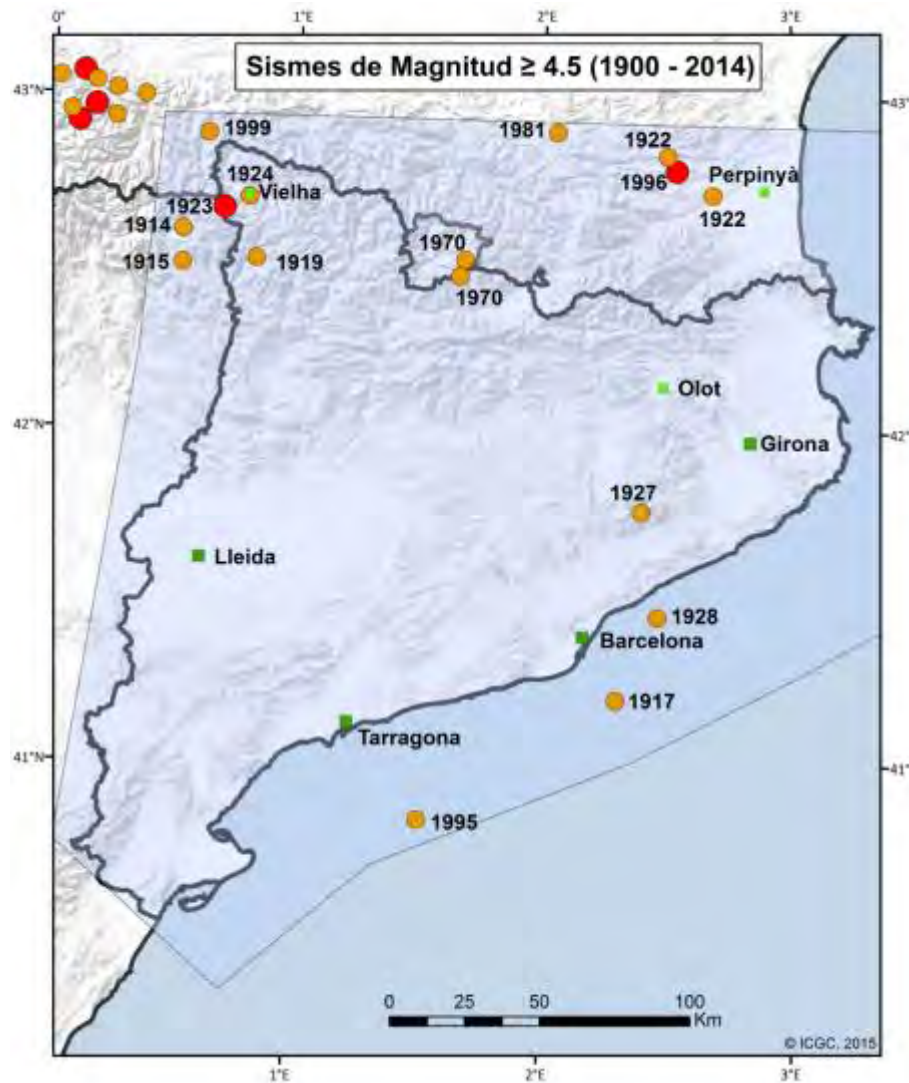 0° 1°E 2°E 3°E
Sismes de Magnitud ≥ 4.5 (1900 - 2014)
43°N 43°N
1999 1981 1922
1924
Vielha 1996 Perpinyà
1923
1914 1922
1915 1919 1970
1970
Olot
42°N 42°N
Girona
1927
Lleida
1928
Barcelona
1917
Tarragona
41°N 41°N
1995
0 25 50 100
Km
© ICGC, 2015
1°E 2°E 3°E